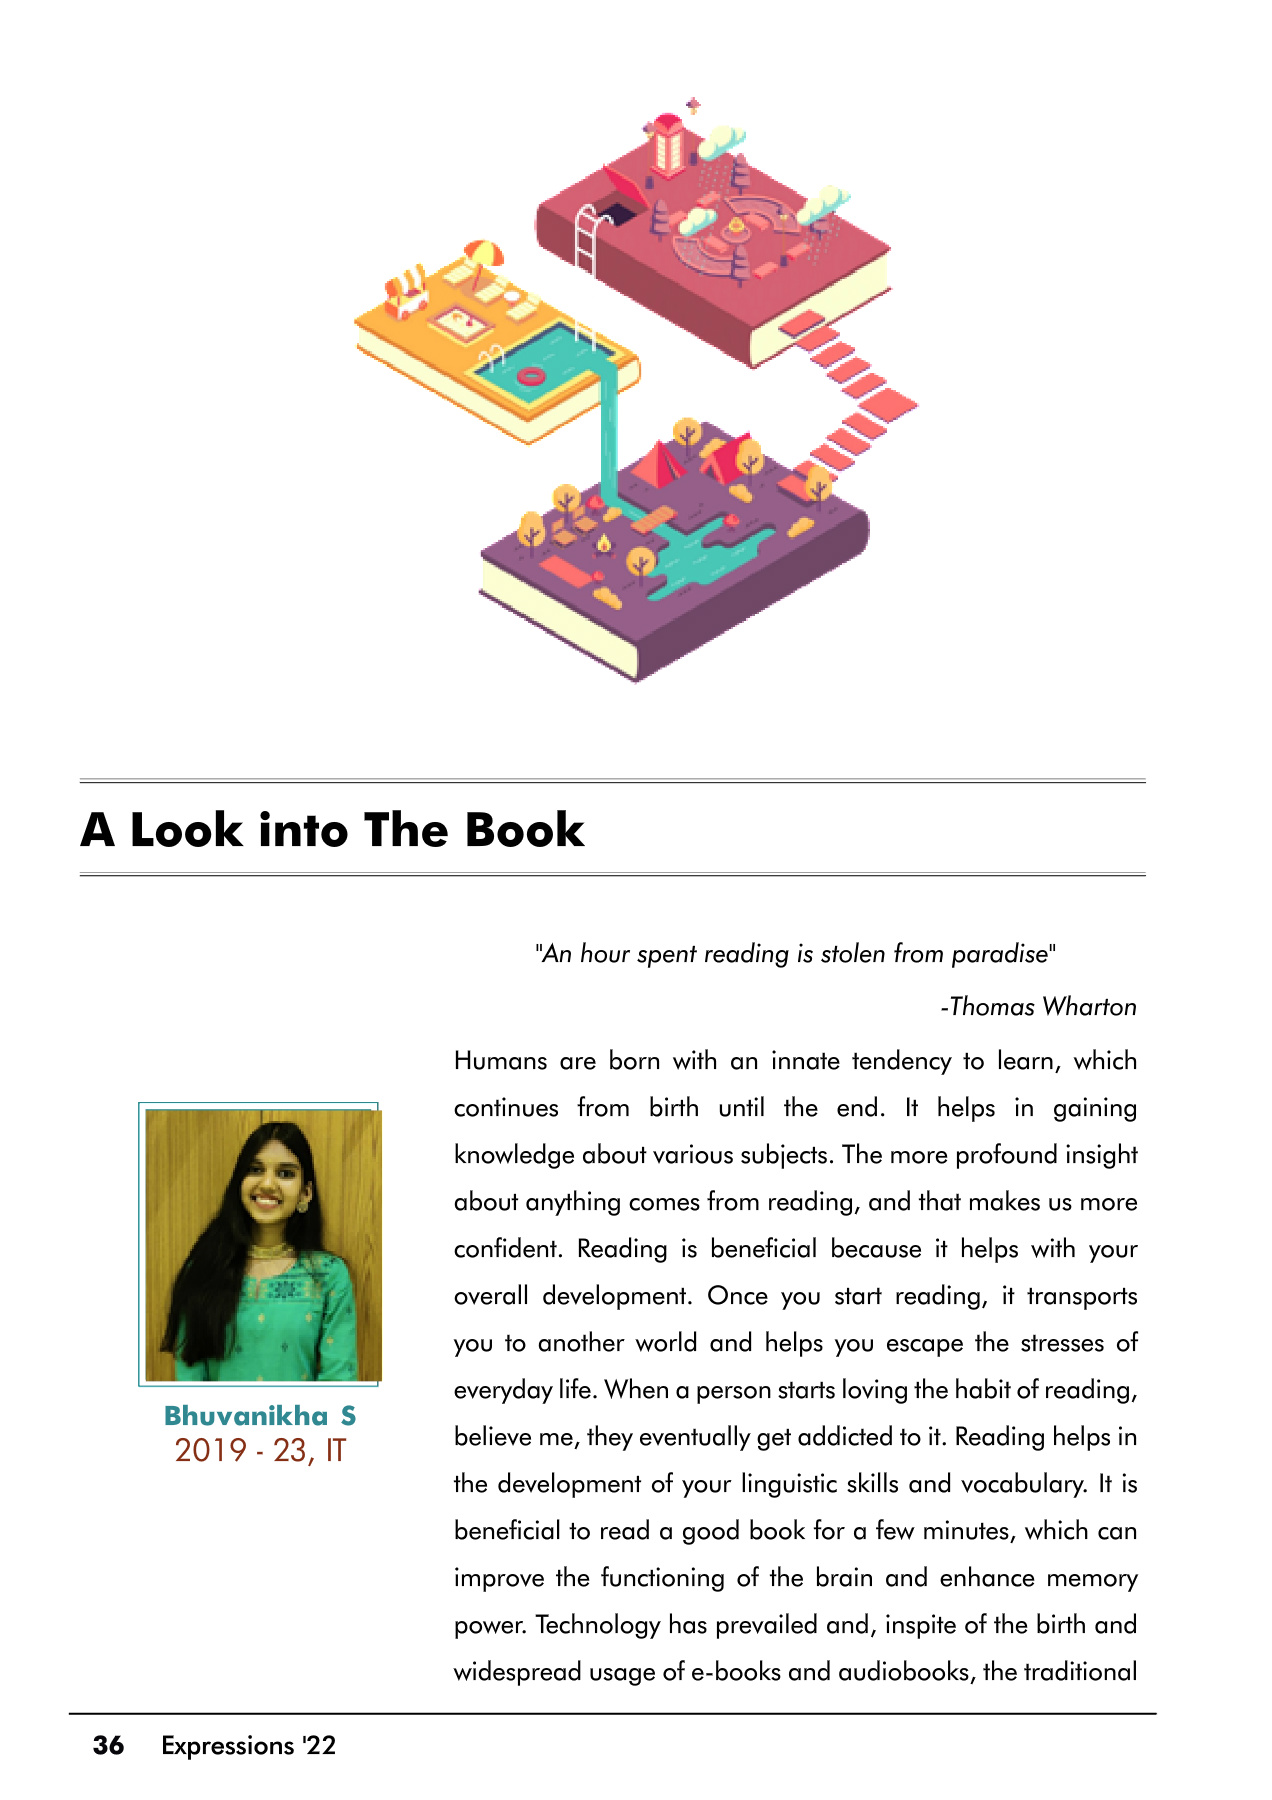 A Look into The Book
"An hour spent reading is stolen from paradise"
-Thomas Wharton
Humans are born with an innate tendency to learn, which
continues from birth until the end. It helps in gaining
knowledge about various subjects. The more profound insight
about anything comes from reading, and that makes us more
confident. Reading is beneficial because it helps with your
overall development. Once you start reading, it transports
you to another world and helps you escape the stresses of
everyday life. When a person starts loving the habit of reading,
believe me, they eventually get addicted to it. Reading helps in
the development of your linguistic skills and vocabulary. It is
beneficial to read a good book for a few minutes, which can
improve the functioning of the brain and enhance memory
power. Technology has prevailed and, inspite of the birth and
widespread usage of e-books and audiobooks, the traditional
Bhuvanikha S
2019 - 23, IT
36 Expressions '22